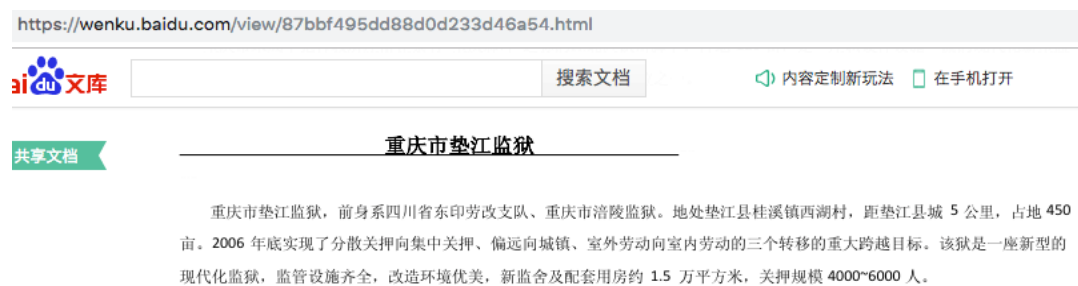 https://wenku.baidu.com/view/87bbf495dd88d0d233d46a54.html
ai du 文库 搜索文档 内容定制新玩法 在手机打开
共享文档
重庆市垫江监狱
重庆市垫江监狱，前身系四川省东印劳改支队、重庆市涪陵监狱。地处垫江县桂溪镇西湖村，距垫江县城 5 公里，占地 450
亩。2006 年底实现了分散关押向集中关押、偏远向城镇、室外劳动向室内劳动的三个转移的重大跨越目标。该狱是一座新型的
现代化监狱，监管设施齐全，改造环境优美，新监舍及配套用房约 1.5 万平方米，关押规模 4000~6000 人。